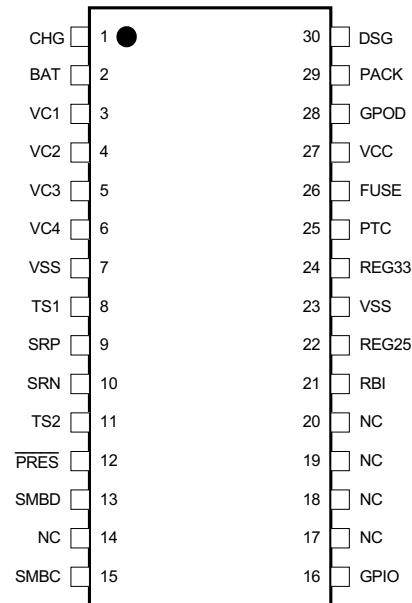 CHG 1 30 DSG
BAT 2 29 PACK
VC1 3 28 GPOD
VC2 4 27 VCC
VC3 5 26 FUSE
VC4 6 25 PTC
VSS 7 24 REG33
TS1 8 23 VSS
SRP 9 22 REG25
SRN 10 21 RBI
TS2 11 20 NC
PRES 12 19 NC
SMBD 13 18 NC
NC 14 17 NC
SMBC 15 16 GPIO